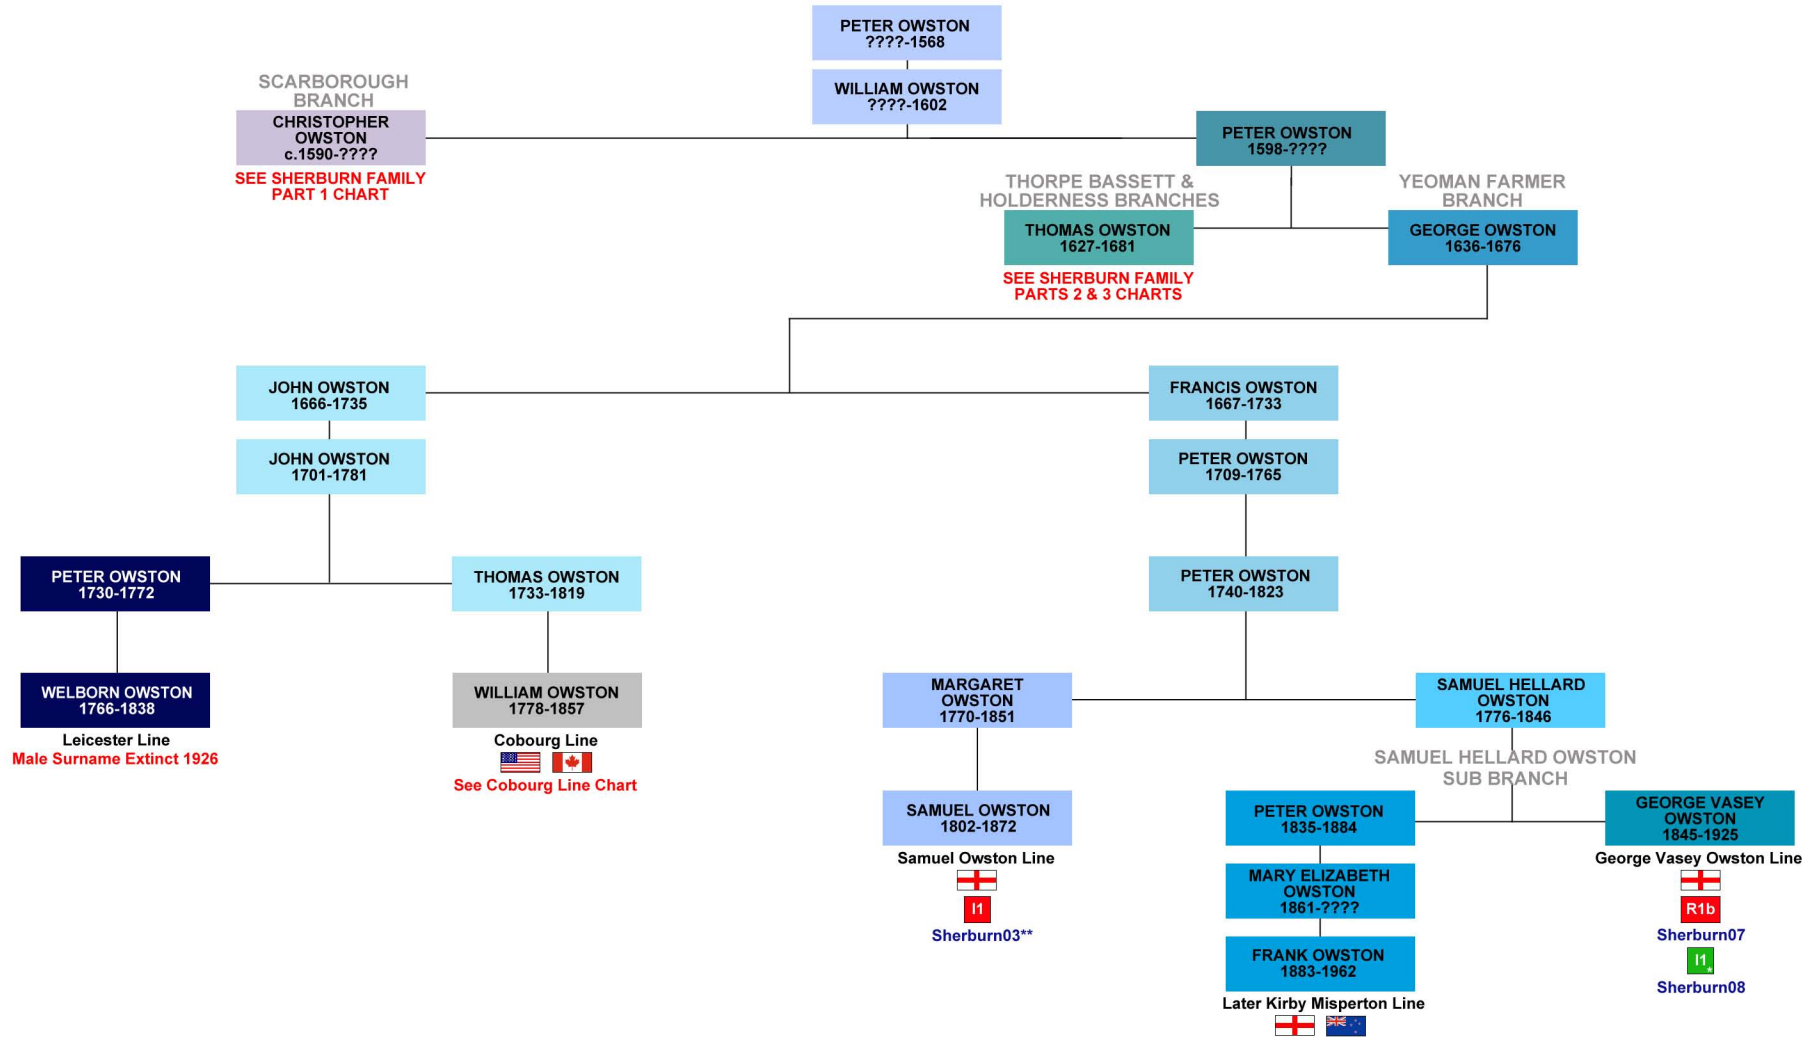 PETER OWSTON
????-1568
WILLIAM OWSTON
????-1602
SCARBOROUGH
BRANCH
CHRISTOPHER
OWSTON
c.1590-????
SEE SHERBURN FAMILY
PART 1 CHART
PETER OWSTON
1598-????
THORPE BASSETT &
HOLDERNESS BRANCHES
THOMAS OWSTON
1627-1681
SEE SHERBURN FAMILY
PARTS 2 & 3 CHARTS
YEOMAN FARMER
BRANCH
GEORGE OWSTON
1636-1676
JOHN OWSTON
1666-1735
FRANCIS OWSTON
1667-1733
JOHN OWSTON
1701-1781
PETER OWSTON
1709-1765
PETER OWSTON
1730-1772
THOMAS OWSTON
1733-1819
PETER OWSTON
1740-1823
WELBORN OWSTON
1766-1838
Leicester Line
Male Surname Extinct 1926
WILLIAM OWSTON
1778-1857
Cobourg Line
See Cobourg Line Chart
MARGARET
OWSTON
1770-1851
SAMUEL HELLARD
OWSTON
1776-1846
SAMUEL HELLARD OWSTON
SUB BRANCH
SAMUEL OWSTON
1802-1872
Samuel Owston Line
I1
Sherburn03**
PETER OWSTON
1835-1884
MARY ELIZABETH
OWSTON
1861-????
FRANK OWSTON
1883-1962
Later Kirby Misperton Line
GEORGE VASEY
OWSTON
1845-1925
George Vasey Owston Line
R1b
Sherburn07
I1*
Sherburn08